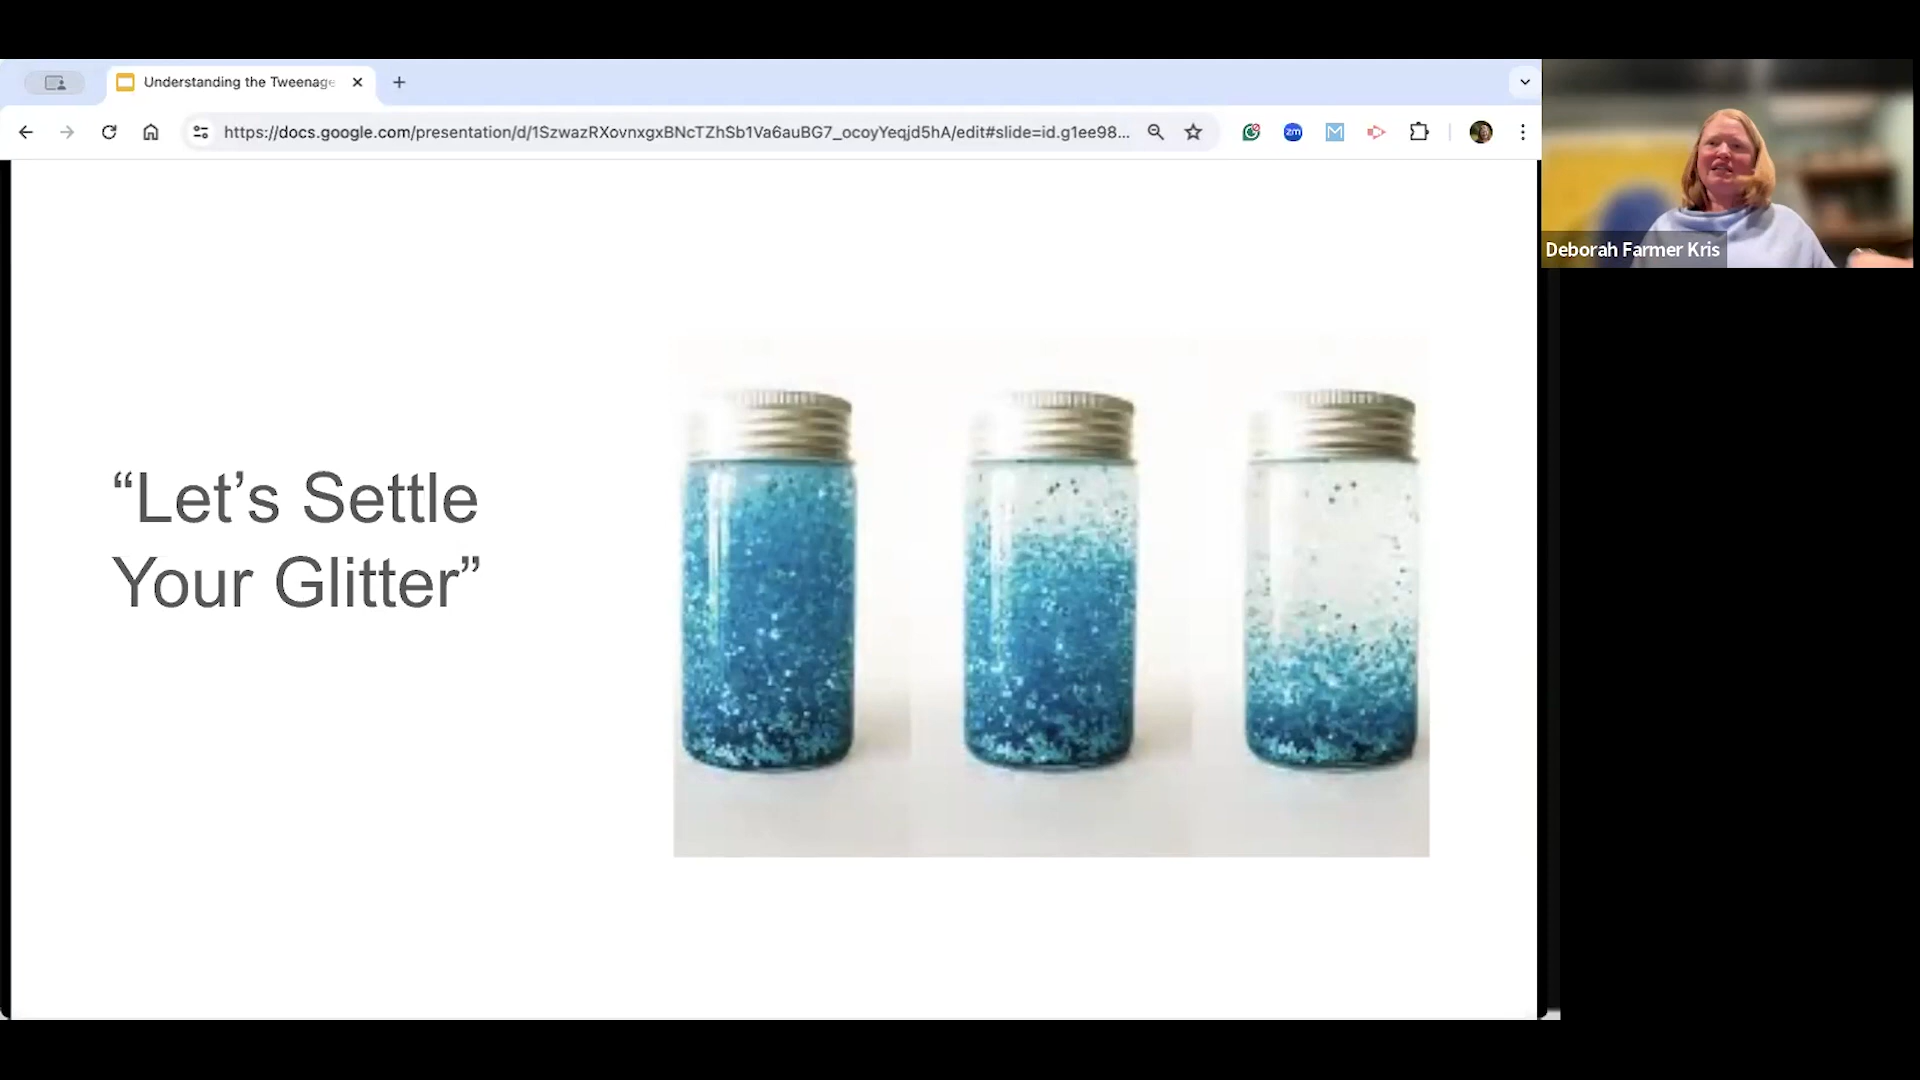 Understanding the Tweenage
https://docs.google.com/presentation/d/1SzwazRXovnxgxBNcTZhSb1Va6auBG7_ocoyYeqjd5hA/edit#slide=id.g1ee98...
zm
M
Deborah Farmer Kris
“Let’s Settle
Your Glitter”